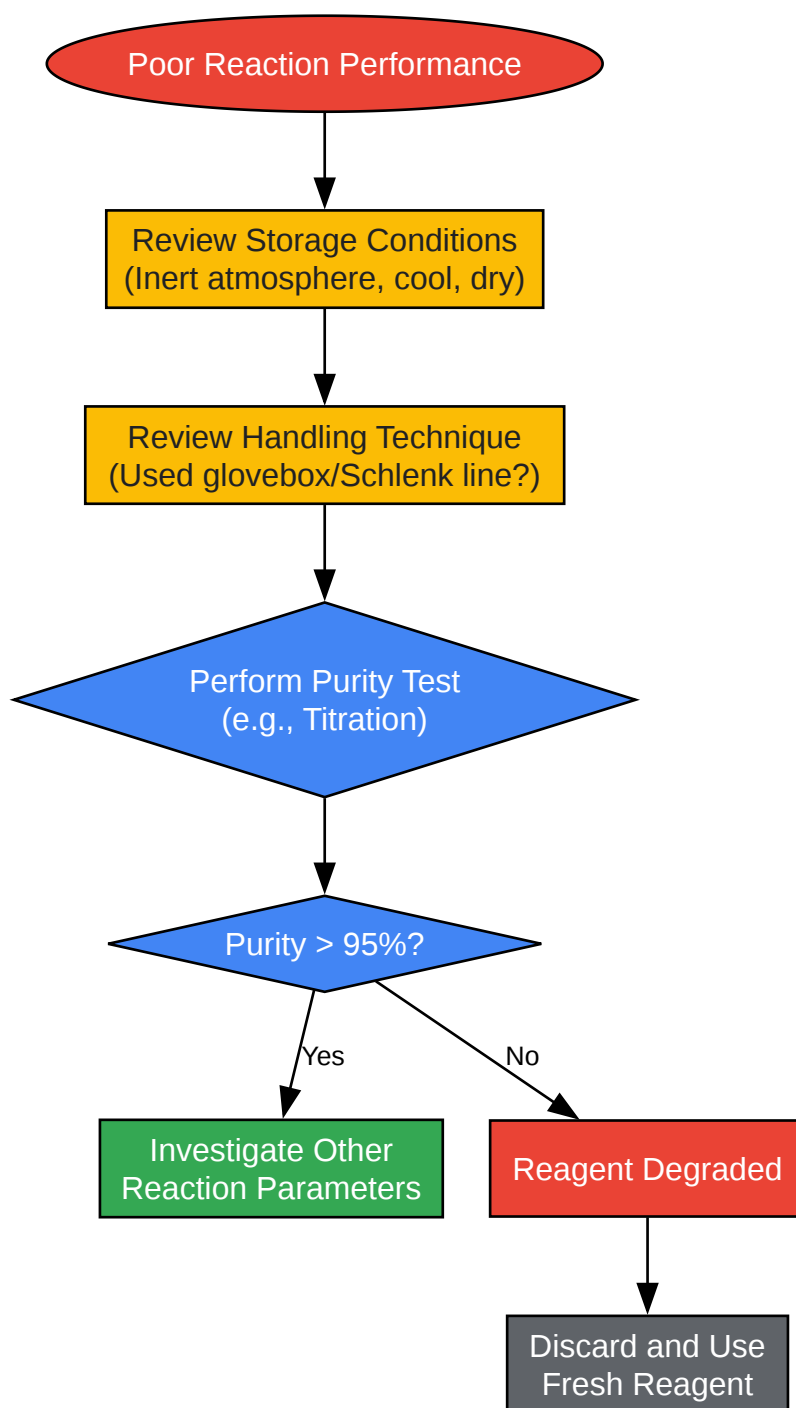 Poor Reaction Performance
Review Storage Conditions
(Inert atmosphere, cool, dry)
Review Handling Technique
(Used glovebox/Schlenk line?)
Perform Purity Test
(e.g., Titration)
Purity > 95%?
Yes
No
Investigate Other
Reaction Parameters
Reagent Degraded
Discard and Use
Fresh Reagent